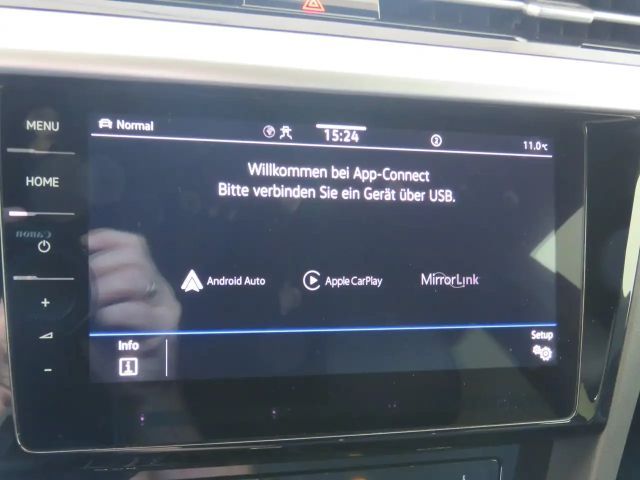 MENU
Normal
15:24
11.0°C
HOME
Willkommen bei App-Connect
Bitte verbinden Sie ein Gerät über USB.
Canon
Android Auto
Apple CarPlay
MirrorLink
+
-
Info
Setup